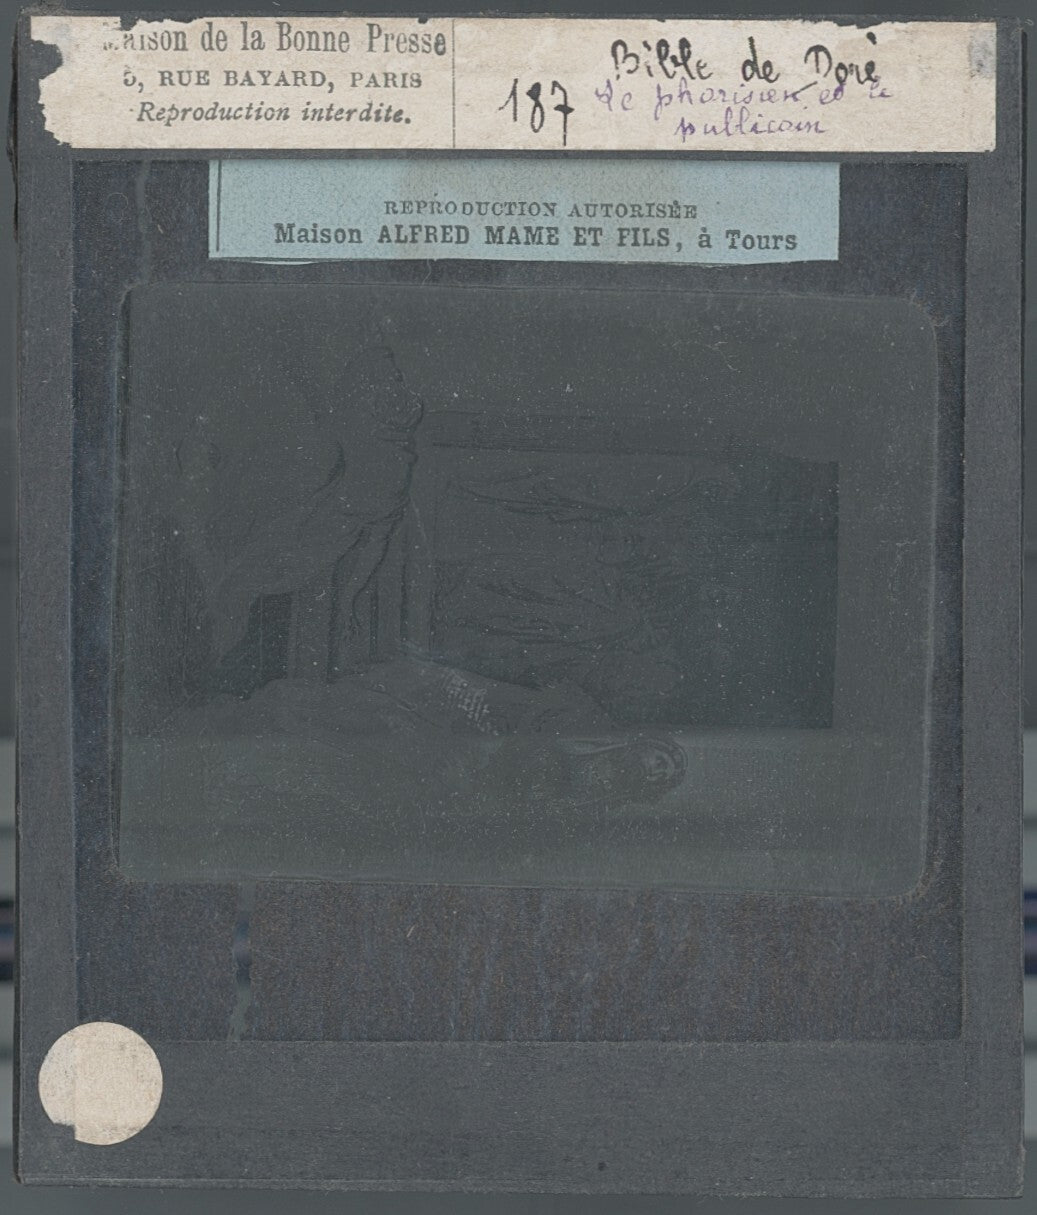 Maison de la Bonne Presse
5, RUE BAYARD, PARIS
Reproduction interdite.
187
Bible de Doré
Le pharisien et le
publicain
REPRODUCTION AUTORISÉE
Maison ALFRED MAME ET FILS, à Tours